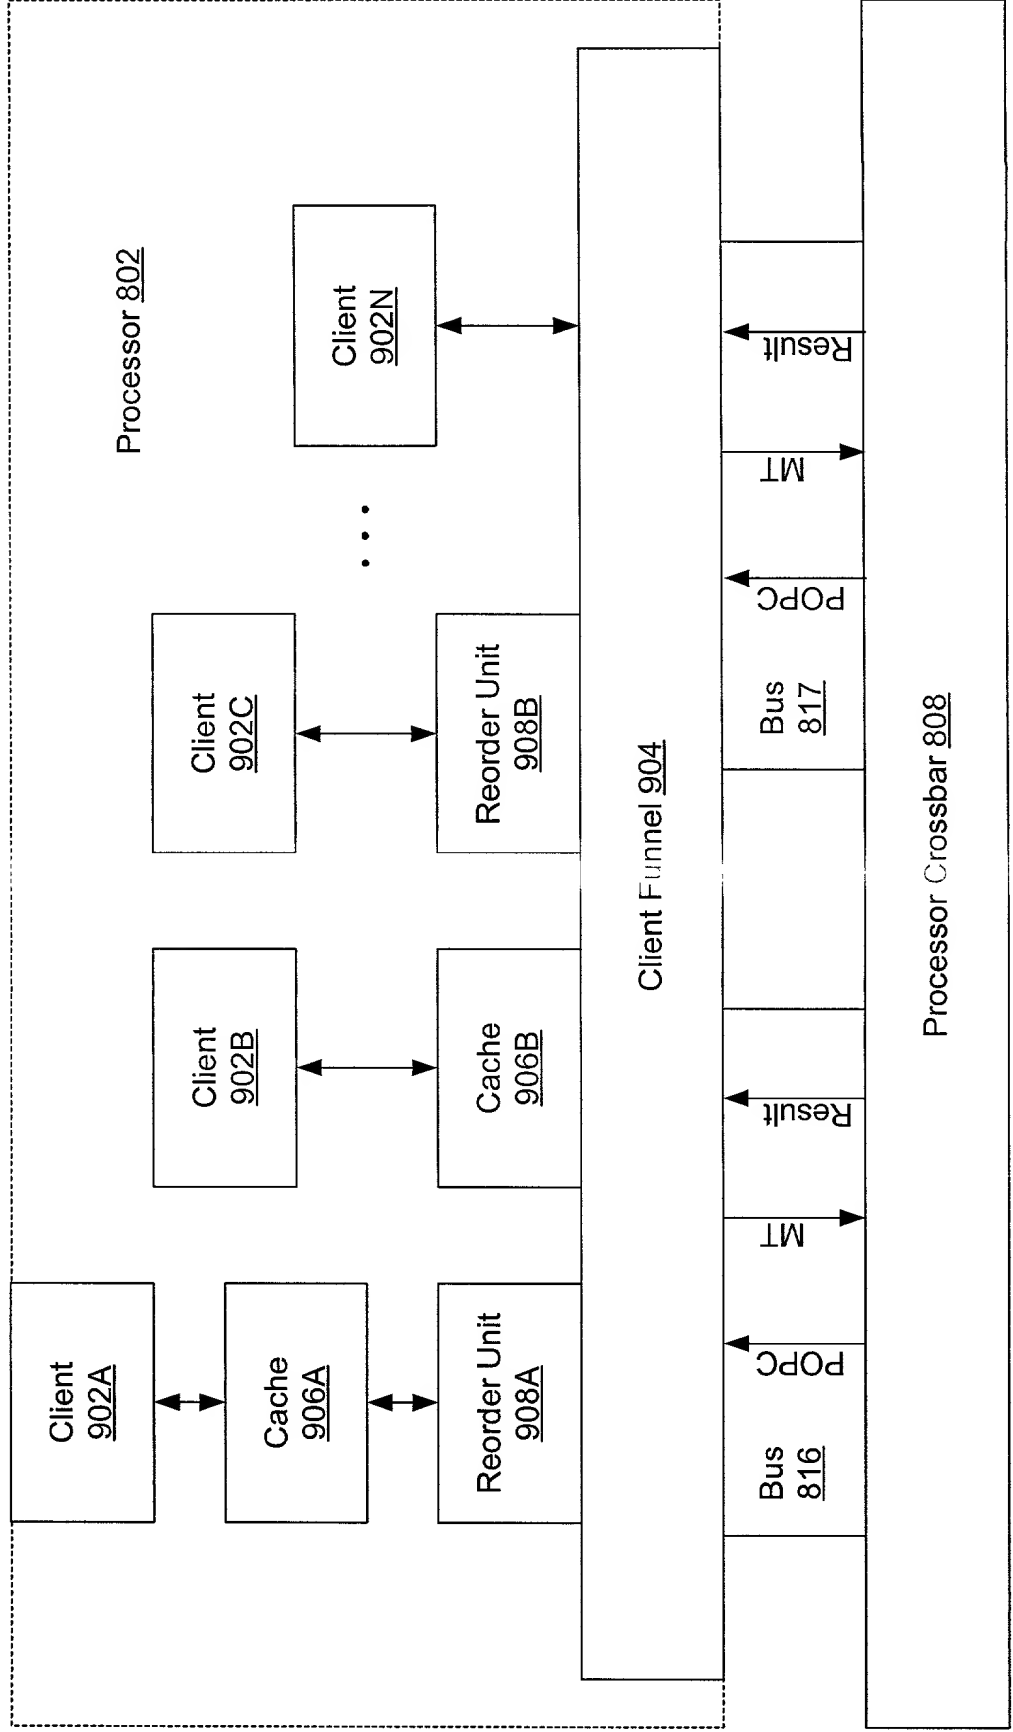 Processor 802
Client
902A
Client
902B
Client
902C
Cache
906A
Client
902N
Reorder Unit
908A
Cache
906B
Reorder Unit
908B
Client Funnel 904
Bus
816
POPC
MT
Result
Bus
817
POPC
MT
Result
Processor Crossbar 808